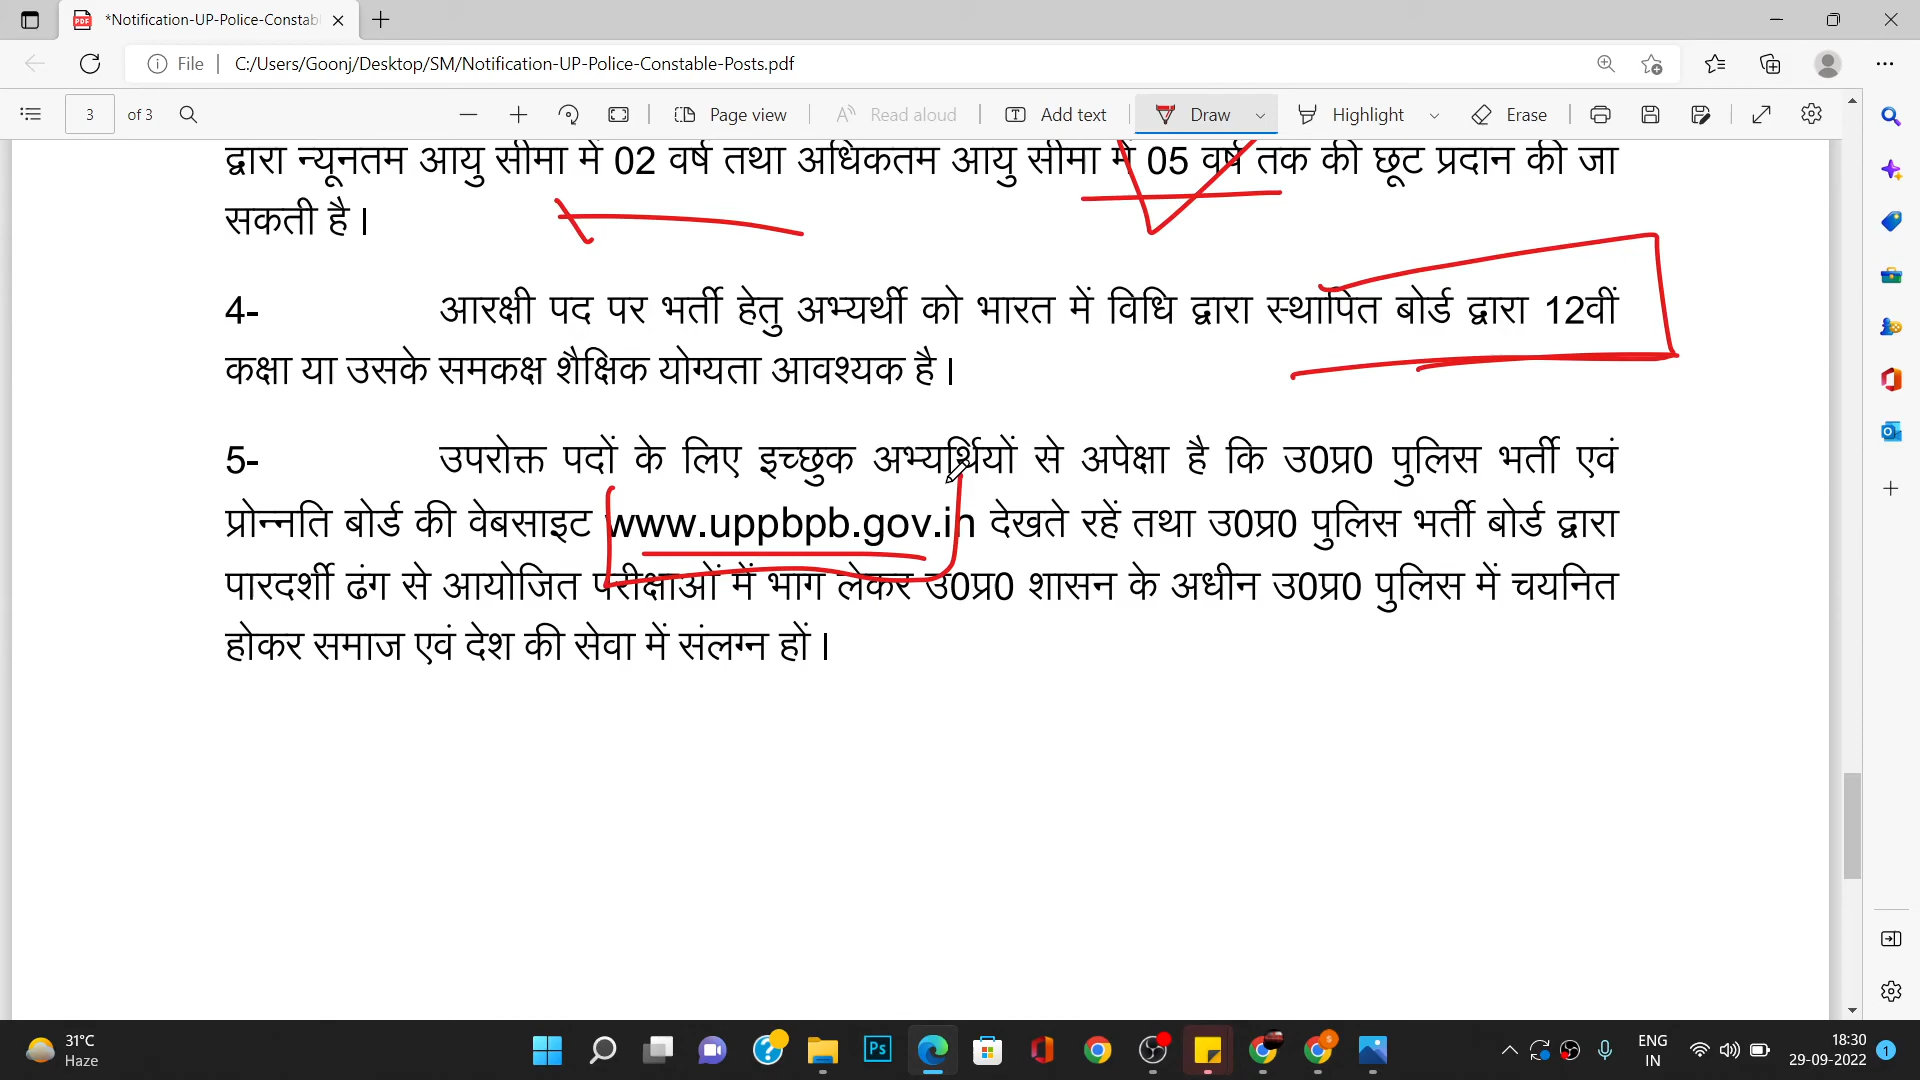 *Notification-UP-Police-Constab
File
C:/Users/Goonj/Desktop/SM/Notification-UP-Police-Constable-Posts.pdf
3 of 3
Page view
Read aloud
Add text
Draw
Highlight
Erase
द्वारा न्यूनतम आयु सीमा में 02 वर्ष तथा अधिकतम आयु सीमा में 05 वर्ष तक की छूट प्रदान की जा
सकती है।
4- आरक्षी पद पर भर्ती हेतु अभ्यर्थी को भारत में विधि द्वारा स्थापित बोर्ड द्वारा 12वीं
कक्षा या उसके समकक्ष शैक्षिक योग्यता आवश्यक है।
5- उपरोक्त पदों के लिए इच्छुक अभ्यर्थियों से अपेक्षा है कि उ0प्र0 पुलिस भर्ती एवं
प्रोन्नति बोर्ड की वेबसाइट www.uppbpb.gov.in देखते रहें तथा उ0प्र0 पुलिस भर्ती बोर्ड द्वारा
पारदर्शी ढंग से आयोजित परीक्षाओं में भाग लेकर उ0प्र0 शासन के अधीन उ0प्र0 पुलिस में चयनित
होकर समाज एवं देश की सेवा में संलग्न हों।
31°C
Haze
Ps
ENG
IN
18:30
29-09-2022
1